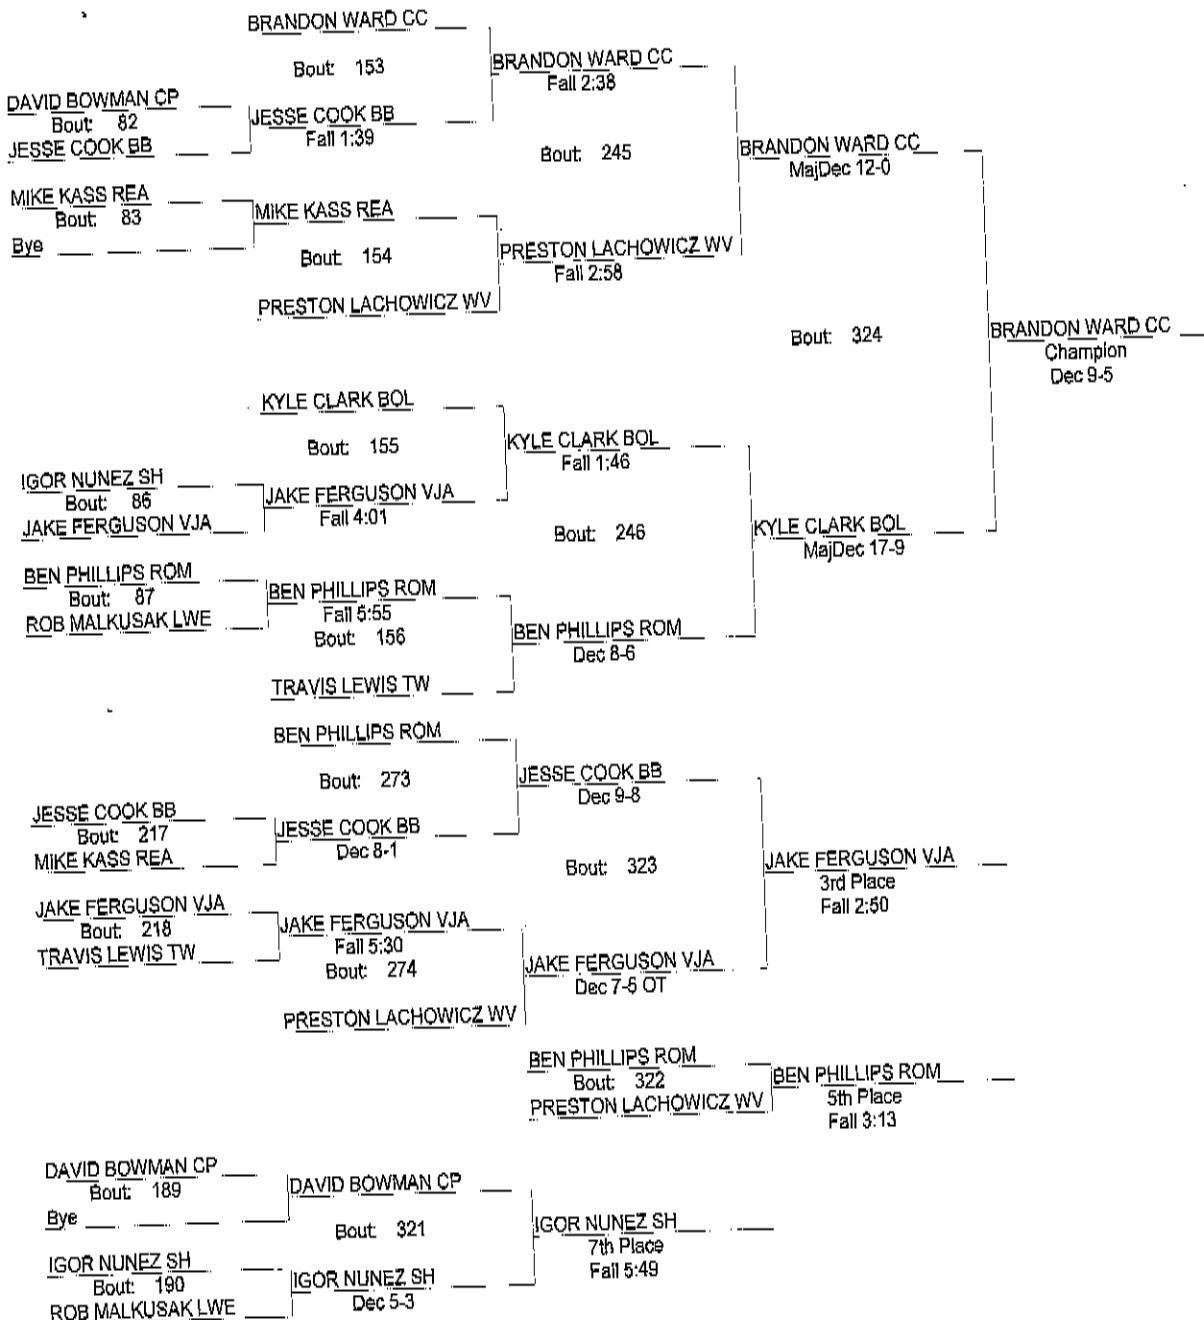 BRANDON WARD CC
Bout: 153
BRANDON WARD CC
Fall 2:38
DAVID BOWMAN CP
Bout: 82
JESSE COOK BB
JESSE COOK BB
Fall 1:39
Bout: 245
BRANDON WARD CC
MajDec 12-0
MIKE KASS REA
Bout: 83
Bye
MIKE KASS REA
Bout: 154
PRESTON LACHOWICZ WV
Fall 2:58
PRESTON LACHOWICZ WV
Bout: 324
BRANDON WARD CC
Champion
Dec 9-5
KYLE CLARK BOL
Bout: 155
KYLE CLARK BOL
Fall 1:46
IGOR NUNEZ SH
Bout: 86
JAKE FERGUSON VJA
JAKE FERGUSON VJA
Fall 4:01
Bout: 246
KYLE CLARK BOL
MajDec 17-9
BEN PHILLIPS ROM
Bout: 87
ROB MALKUSAK LWE
BEN PHILLIPS ROM
Fall 5:55
Bout: 156
BEN PHILLIPS ROM
Dec 8-6
TRAVIS LEWIS TW
BEN PHILLIPS ROM
Bout: 273
JESSE COOK BB
Dec 9-8
JESSE COOK BB
Bout: 217
MIKE KASS REA
JESSE COOK BB
Dec 8-1
Bout: 323
JAKE FERGUSON VJA
3rd Place
Fall 2:50
JAKE FERGUSON VJA
Bout: 218
TRAVIS LEWIS TW
JAKE FERGUSON VJA
Fall 5:30
Bout: 274
JAKE FERGUSON VJA
Dec 7-5 OT
PRESTON LACHOWICZ WV
BEN PHILLIPS ROM
Bout: 322
PRESTON LACHOWICZ WV
BEN PHILLIPS ROM
5th Place
Fall 3:13
DAVID BOWMAN CP
Bout: 189
Bye
DAVID BOWMAN CP
Bout: 321
IGOR NUNEZ SH
7th Place
Fall 5:49
IGOR NUNEZ SH
Bout: 190
ROB MALKUSAK LWE
IGOR NUNEZ SH
Dec 5-3